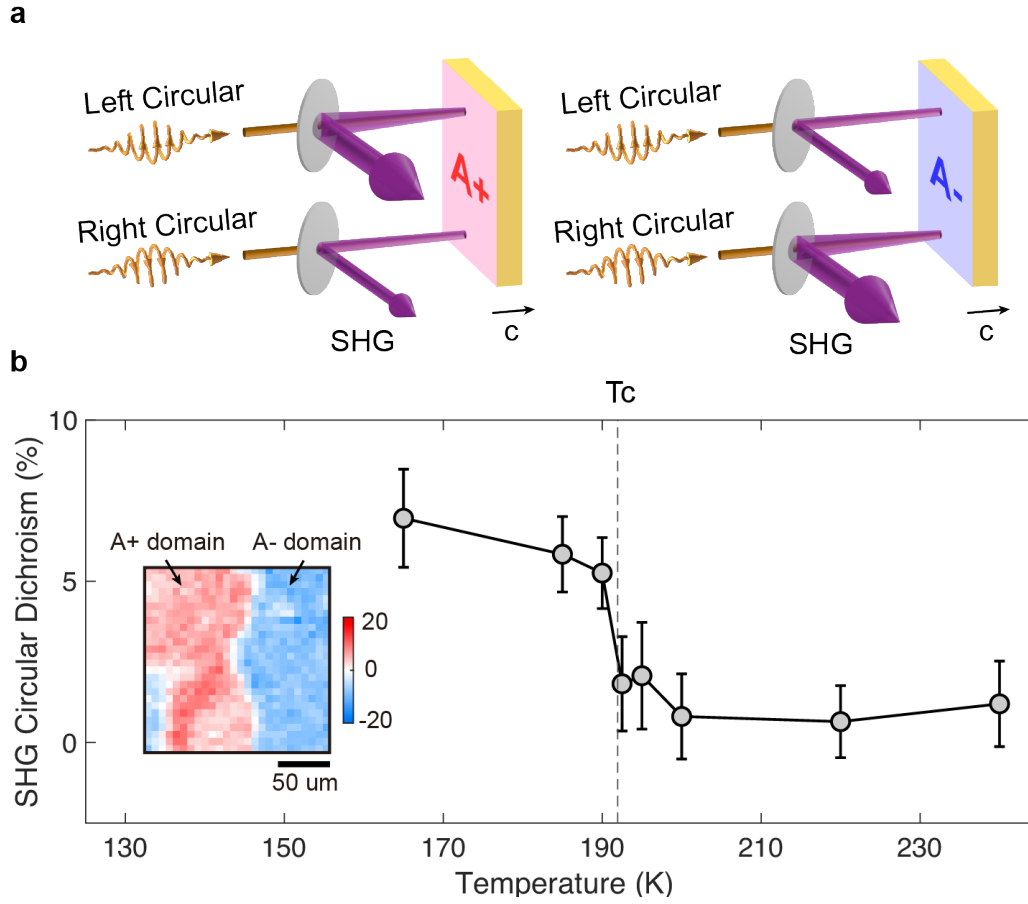 a
Left Circular
Right Circular
SHG
A+
c
Left Circular
Right Circular
SHG
A-
c
b
Tc
SHG Circular Dichroism (%)
10
5
0
A+ domain
A- domain
20
0
-20
50 um
130
150
170
190
210
230
Temperature (K)